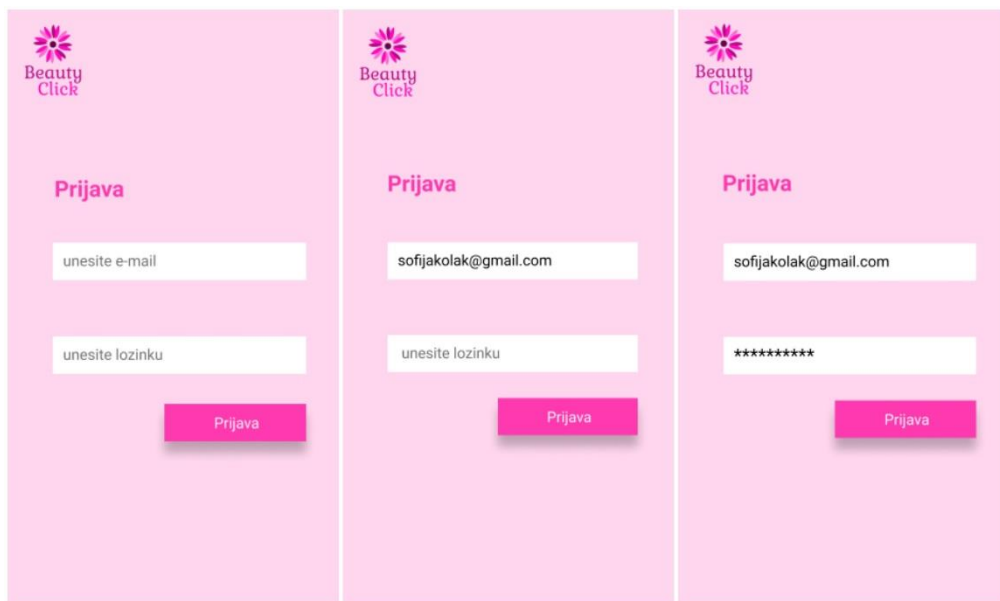 Beauty
Click
Prijava
unesite e-mail
unesite lozinku
Prijava
Beauty
Click
Prijava
sofijakolak@gmail.com
unesite lozinku
Prijava
Beauty
Click
Prijava
sofijakolak@gmail.com
**********
Prijava